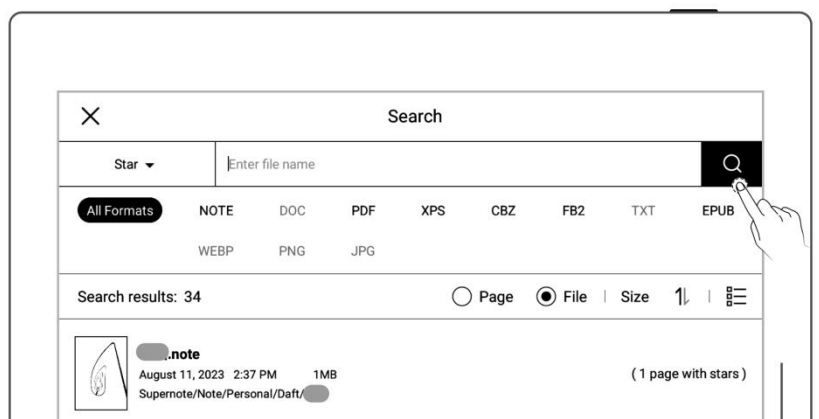 Search
Star Enter file name
All Formats NOTE DOC PDF XPS CBZ FB2 TXT EPUB
WEBP PNG JPG
Search results: 34 Page File | Size |
.note
August 11, 2023 2:37 PM 1MB (1 page with stars)
Supernote/Note/Personal/Daft/